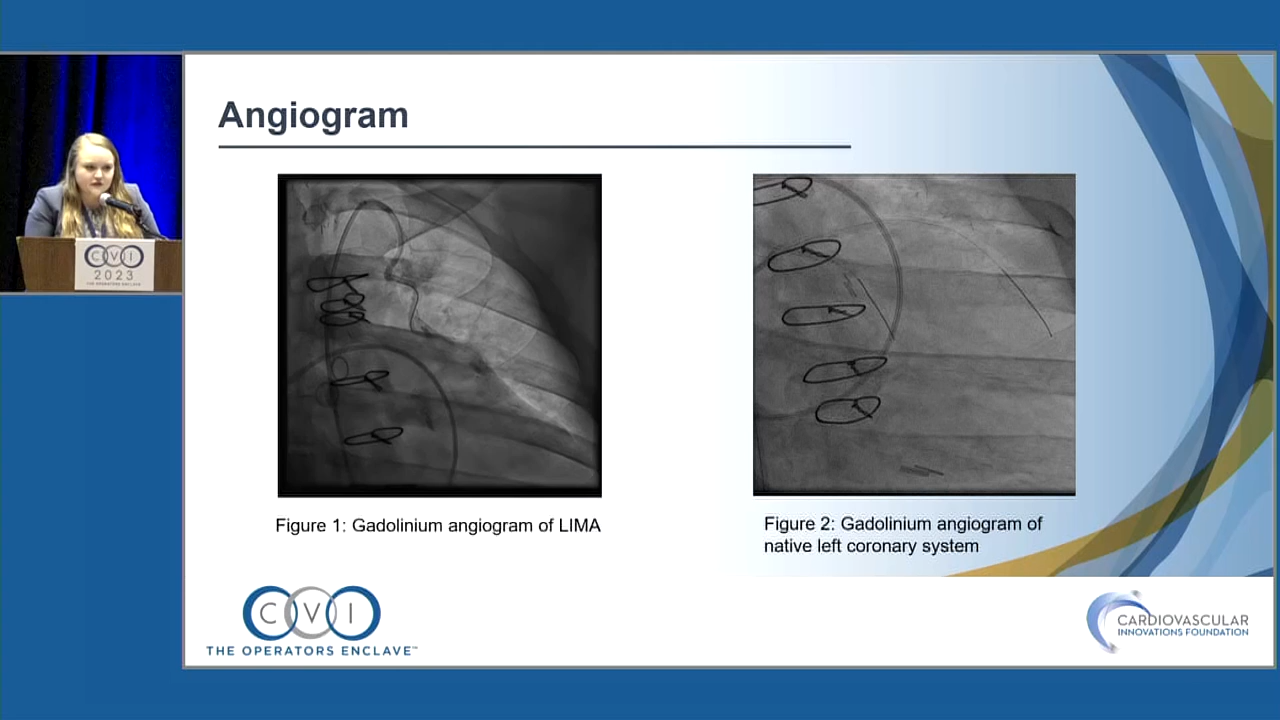 Angiogram
CVI
2023
THE OPERATORS ENCLAVE
Figure 1: Gadolinium angiogram of LIMA
Figure 2: Gadolinium angiogram of
native left coronary system
CVI
THE OPERATORS ENCLAVE™
CARDIOVASCULAR
INNOVATIONS FOUNDATION